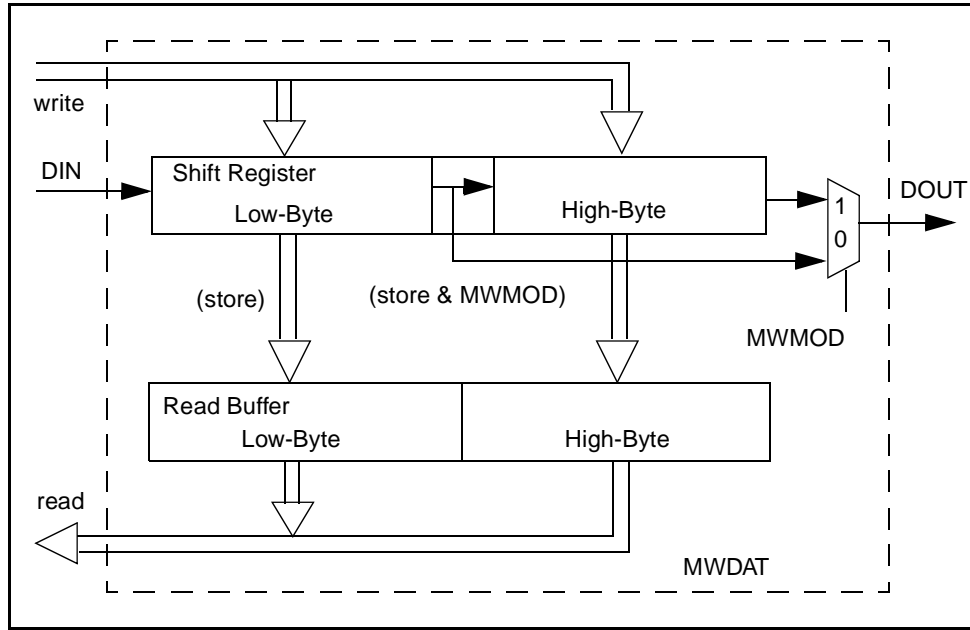 write
DIN
Shift Register
Low-Byte
High-Byte
1
0
DOUT
(store)
(store & MWMOD)
MWMOD
Read Buffer
Low-Byte
High-Byte
read
MWDAT